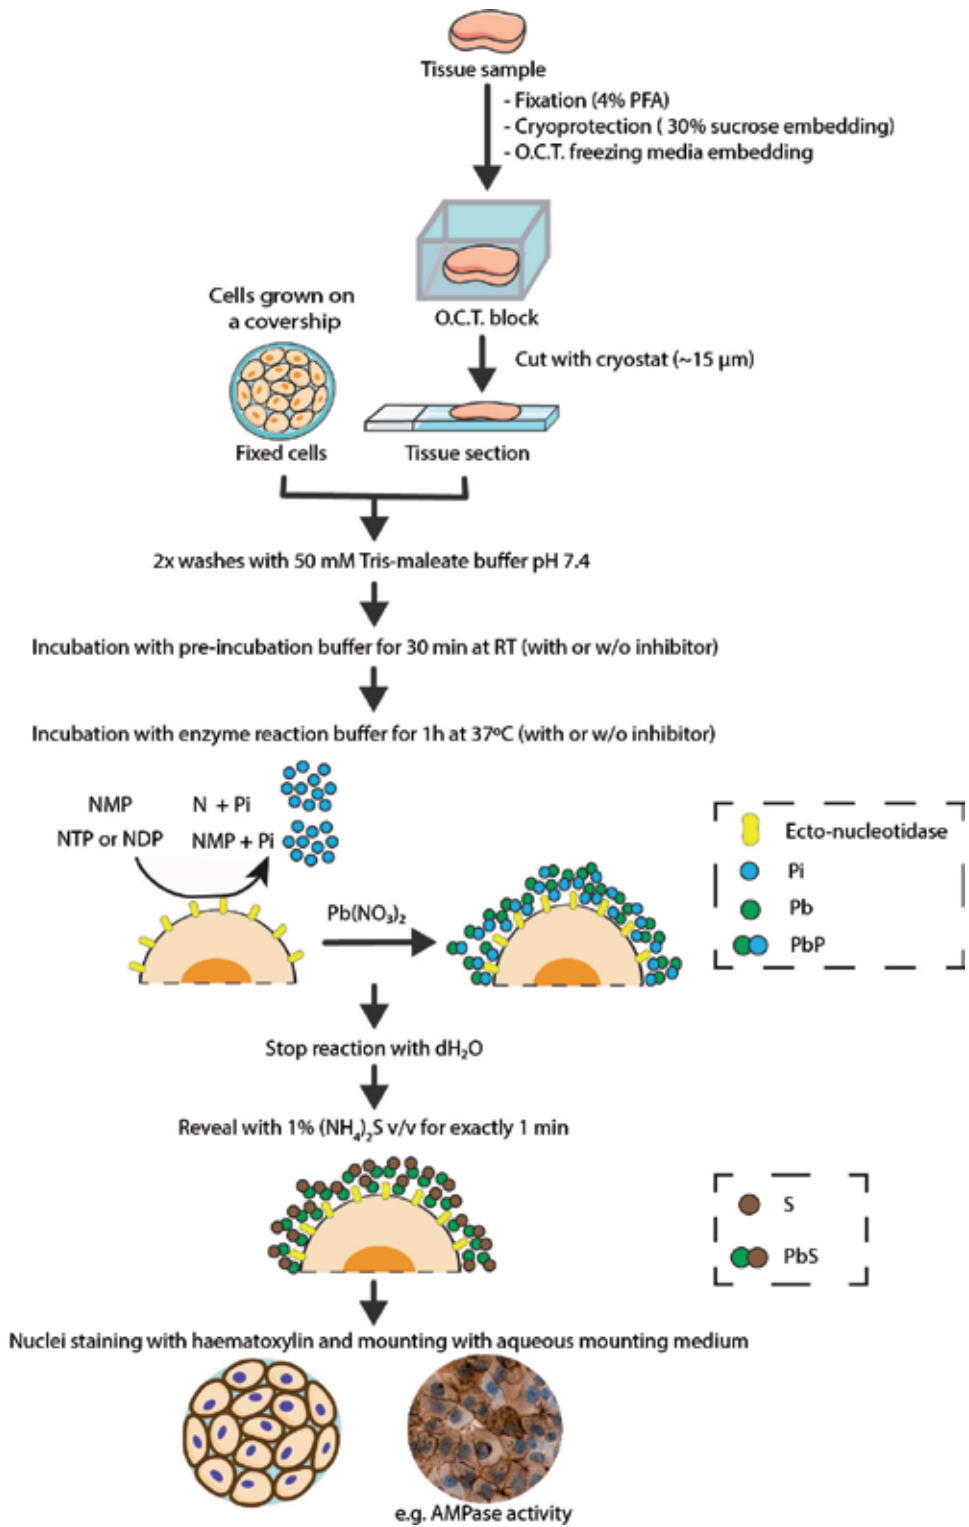 Tissue sample
- Fixation (4% PFA)
- Cryoprotection ( 30% sucrose embedding)
- O.C.T. freezing media embedding
Cells grown on
a covership
O.C.T. block
Cut with cryostat (~15 µm)
Fixed cells
Tissue section
2x washes with 50 mM Tris-maleate buffer pH 7.4
Incubation with pre-incubation buffer for 30 min at RT (with or w/o inhibitor)
Incubation with enzyme reaction buffer for 1h at 37ºC (with or w/o inhibitor)
NMP N + Pi
NTP or NDP NMP + Pi
Pb(NO₃)₂
Ecto-nucleotidase
Pi
Pb
PbP
Stop reaction with dH₂O
Reveal with 1% (NH₄)₂S v/v for exactly 1 min
S
PbS
Nuclei staining with haematoxylin and mounting with aqueous mounting medium
e.g. AMPase activity